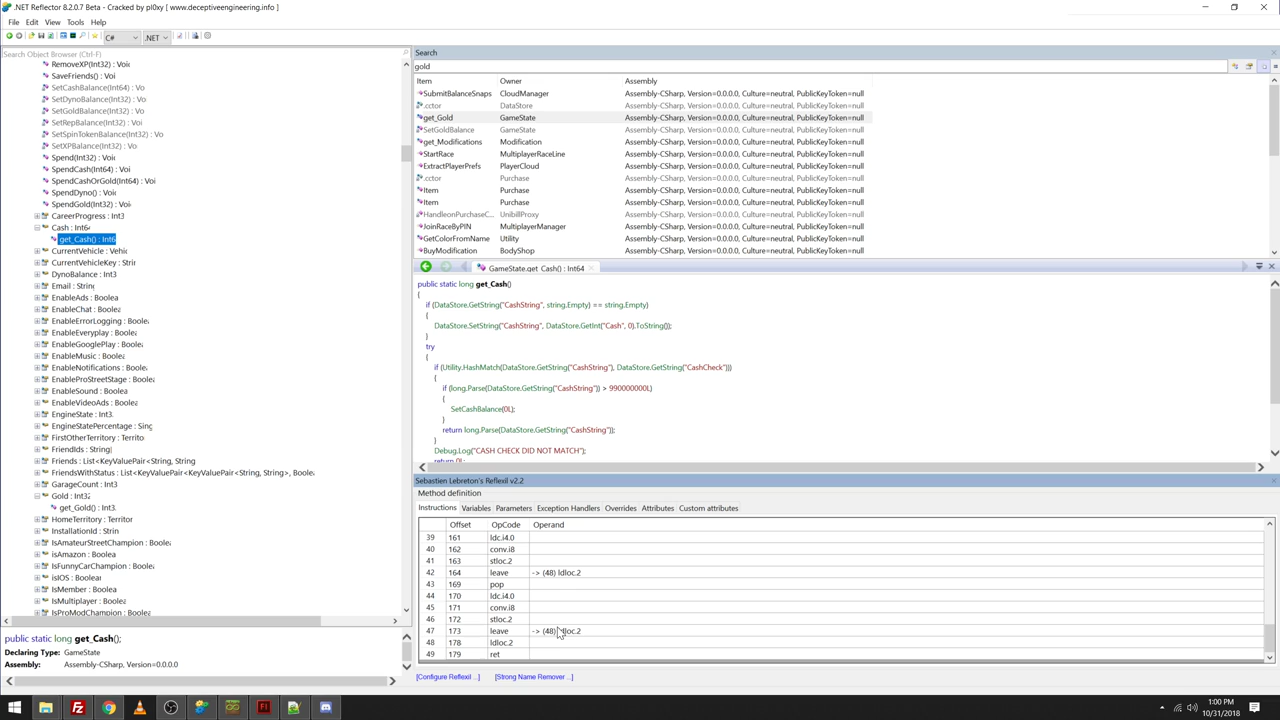 .NET Reflector 8.2.0.7 Beta - Cracked by pl0xy [ www.deceptiveengineering.info ]
File Edit View Tools Help
C# .NET
Search Object Browser (Ctrl-F)
RemoveXP(Int32) : Voi
SaveFriends() : Voi
SetCashBalance(Int64) : Vo
SetDynoBalance(Int32) : Vo
SetGoldBalance(Int32) : Vo
SetRepBalance(Int32) : Vo
SetSpinTokenBalance(Int32) : Vo
SetXPBalance(Int32) : Vo
Spend(Int32) : Voi
SpendCash(Int64) : Voi
SpendCashOrGold(Int64) : Voi
SpendDyno() : Voi
SpendGold(Int32) : Voi
CareerProgress : Int3
Cash : Int64
get_Cash() : Int6
CurrentVehicle : Vehi
CurrentVehicleKey : Strir
DynoBalance : Int3
Email : String
EnableAds : Boolea
EnableChat : Boolea
EnableErrorLogging : Boolea
EnableEveryplay : Boolea
EnableGooglePlay : Boolea
EnableMusic : Boolea
EnableNotifications : Boolea
EnableProStreetStage : Boolea
EnableSound : Boolea
EnableVideoAds : Boolea
EngineState : Int3
EngineStatePercentage : Sing
FirstOtherTerritory : Territo
FriendIds : String[
Friends : List<KeyValuePair<String, String
FriendsWithStatus : List<KeyValuePair<KeyValuePair<String, String>, Boolea
GarageCount : Int3
Gold : Int32
get_Gold() : Int3
HomeTerritory : Territor
InstallationId : Strin
IsAmateurStreetChampion : Boolea
isAmazon : Boolea
IsFunnyCarChampion : Boolea
isIOS : Boolear
IsMember : Boolea
IsMultiplayer : Boolea
IsProModChampion : Boolea
public static long get_Cash();
Declaring Type: GameState
Assembly: Assembly-CSharp, Version=0.0.0.0
Search
gold
Item Owner Assembly
SubmitBalanceSnaps CloudManager Assembly-CSharp, Version=0.0.0.0, Culture=neutral, PublicKeyToken=null
.cctor DataStore Assembly-CSharp, Version=0.0.0.0, Culture=neutral, PublicKeyToken=null
get_Gold GameState Assembly-CSharp, Version=0.0.0.0, Culture=neutral, PublicKeyToken=null
SetGoldBalance GameState Assembly-CSharp, Version=0.0.0.0, Culture=neutral, PublicKeyToken=null
get_Modifications Modification Assembly-CSharp, Version=0.0.0.0, Culture=neutral, PublicKeyToken=null
StartRace MultiplayerRaceLine Assembly-CSharp, Version=0.0.0.0, Culture=neutral, PublicKeyToken=null
ExtractPlayerPrefs PlayerCloud Assembly-CSharp, Version=0.0.0.0, Culture=neutral, PublicKeyToken=null
.cctor Purchase Assembly-CSharp, Version=0.0.0.0, Culture=neutral, PublicKeyToken=null
Item Purchase Assembly-CSharp, Version=0.0.0.0, Culture=neutral, PublicKeyToken=null
Item Purchase Assembly-CSharp, Version=0.0.0.0, Culture=neutral, PublicKeyToken=null
HandleonPurchaseC... UnibillProxy Assembly-CSharp, Version=0.0.0.0, Culture=neutral, PublicKeyToken=null
JoinRaceByPIN MultiplayerManager Assembly-CSharp, Version=0.0.0.0, Culture=neutral, PublicKeyToken=null
GetColorFromName Utility Assembly-CSharp, Version=0.0.0.0, Culture=neutral, PublicKeyToken=null
BuyModification BodyShop Assembly-CSharp, Version=0.0.0.0, Culture=neutral, PublicKeyToken=null
GameState.get_Cash() : Int64
public static long get_Cash()
{
if (DataStore.GetString("CashString", string.Empty) == string.Empty)
{
DataStore.SetString("CashString", DataStore.GetInt("Cash", 0).ToString());
}
try
{
if (Utility.HashMatch(DataStore.GetString("CashString"), DataStore.GetString("CashCheck")))
{
if (long.Parse(DataStore.GetString("CashString")) > 990000000L)
{
SetCashBalance(0L);
}
return long.Parse(DataStore.GetString("CashString"));
}
Debug.Log("CASH CHECK DID NOT MATCH");
return 0L;
Sebastien Lebreton's Reflexil v2.2
Method definition
Instructions Variables Parameters Exception Handlers Overrides Attributes Custom attributes
Offset OpCode Operand
39 161 ldc.i4.0
40 162 conv.i8
41 163 stloc.2
42 164 leave -> (48) ldloc.2
43 169 pop
44 170 ldc.i4.0
45 171 conv.i8
46 172 stloc.2
47 173 leave -> (48) ldloc.2
48 178 ldloc.2
49 179 ret
[Configure Reflexil ...] [Strong Name Remover ...]
1:00 PM
10/31/2018